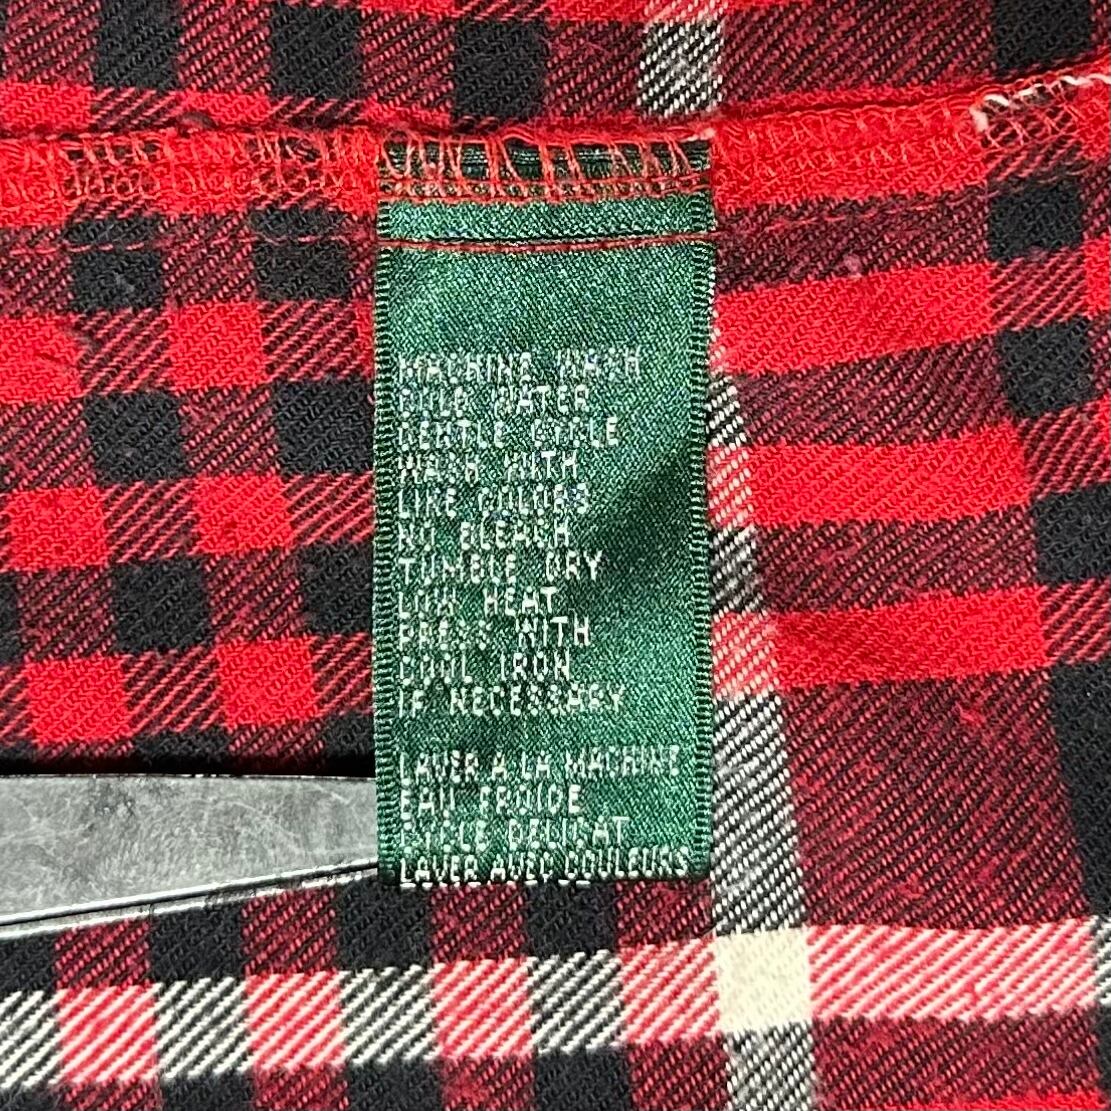 MACHINE WASH
COLD WATER
GENTLE CYCLE
WASH WITH
LIKE COLORS
NO BLEACH
TUMBLE DRY
LOW HEAT
PRESS WITH
COOL IRON
IF NECESSARY
LAVER A LA MACHINE
EAU FROIDE
CYCLE DELICAT
LAVER AVEC COULEURS